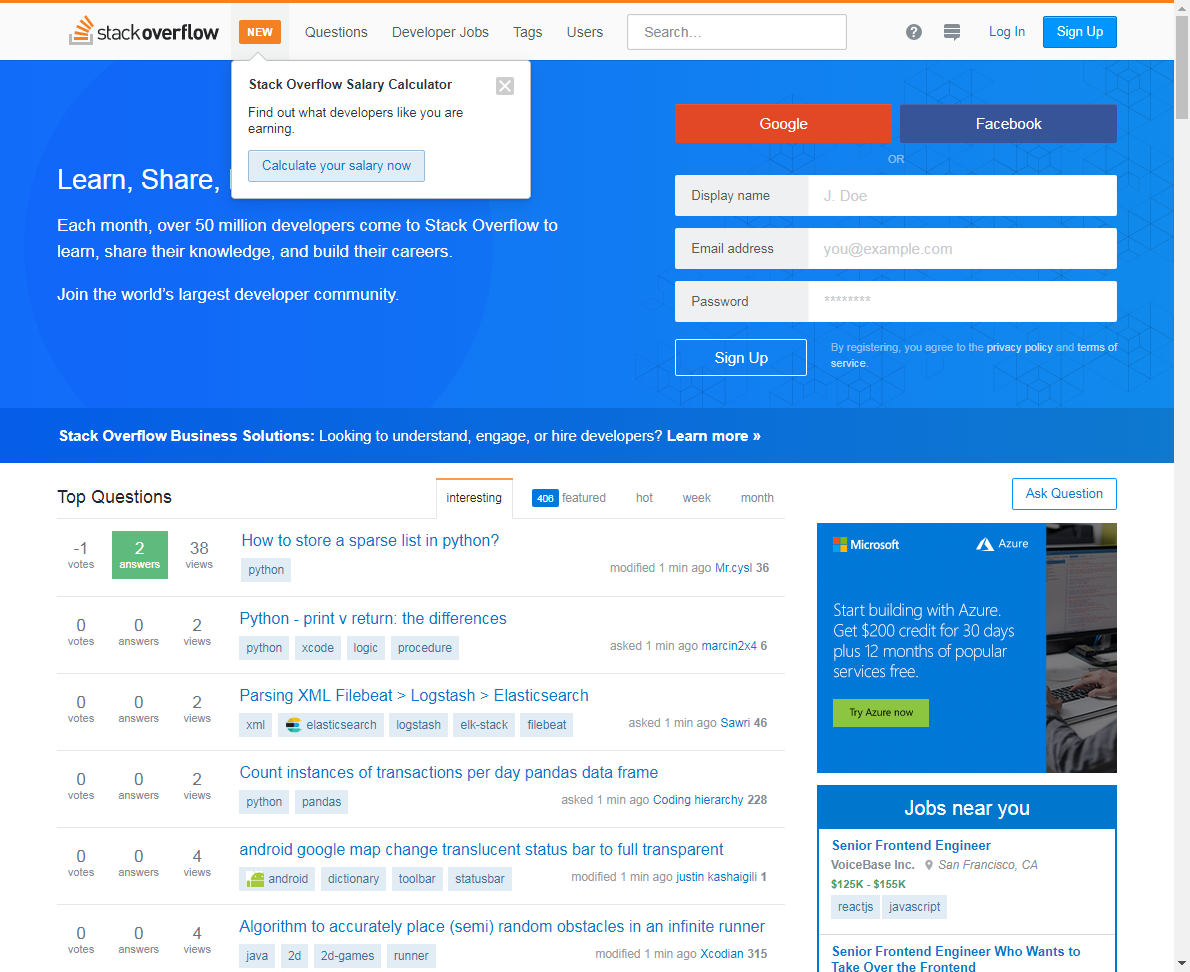 stackoverflow
NEW
Questions
Developer Jobs
Tags
Users
Search...
?
Log In
Sign Up
Stack Overflow Salary Calculator
Find out what developers like you are
earning.
Calculate your salary now
Learn, Share,
Each month, over 50 million developers come to Stack Overflow to
learn, share their knowledge, and build their careers.
Join the world’s largest developer community.
Google
Facebook
OR
Display name
J. Doe
Email address
you@example.com
Password
********
Sign Up
By registering, you agree to the privacy policy and terms of
service.
Stack Overflow Business Solutions: Looking to understand, engage, or hire developers? Learn more »
Top Questions
interesting
406 featured
hot
week
month
-1 votes
2 answers
38 views
How to store a sparse list in python?
python
modified 1 min ago Mr.cysl 36
0 votes
0 answers
2 views
Python - print v return: the differences
python xcode logic procedure
asked 1 min ago marcin2x4 6
0 votes
0 answers
2 views
Parsing XML Filebeat > Logstash > Elasticsearch
xml elasticsearch logstash elk-stack filebeat
asked 1 min ago Sawri 46
0 votes
0 answers
2 views
Count instances of transactions per day pandas data frame
python pandas
asked 1 min ago Coding hierarchy 228
0 votes
0 answers
4 views
android google map change translucent status bar to full transparent
android dictionary toolbar statusbar
modified 1 min ago justin kashaigili 1
0 votes
0 answers
4 views
Algorithm to accurately place (semi) random obstacles in an infinite runner
java 2d 2d-games runner
modified 1 min ago Xcodian 315
Ask Question
Microsoft
Azure
Start building with Azure.
Get $200 credit for 30 days
plus 12 months of popular
services free.
Try Azure now
Jobs near you
Senior Frontend Engineer
VoiceBase Inc. San Francisco, CA
$125K - $155K
reactjs javascript
Senior Frontend Engineer Who Wants to
Take Over the Frontend